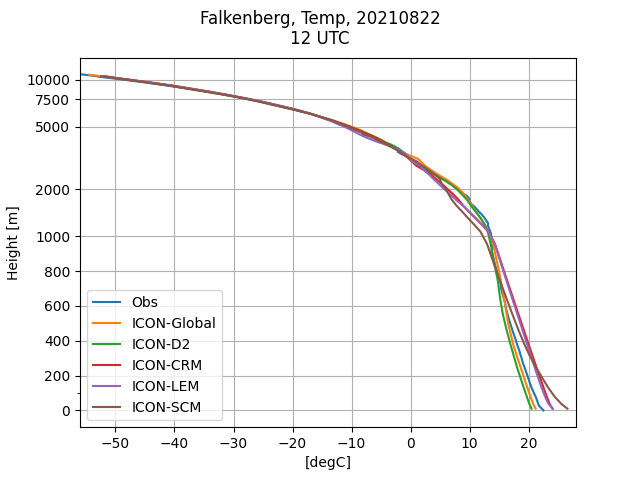 Falkenberg, Temp, 20210822
12 UTC
Height [m]
10000
7500
5000
2000
1000
800
600
400
200
0
Obs
ICON-Global
ICON-D2
ICON-CRM
ICON-LEM
ICON-SCM
−50 −40 −30 −20 −10 0 10 20
[degC]